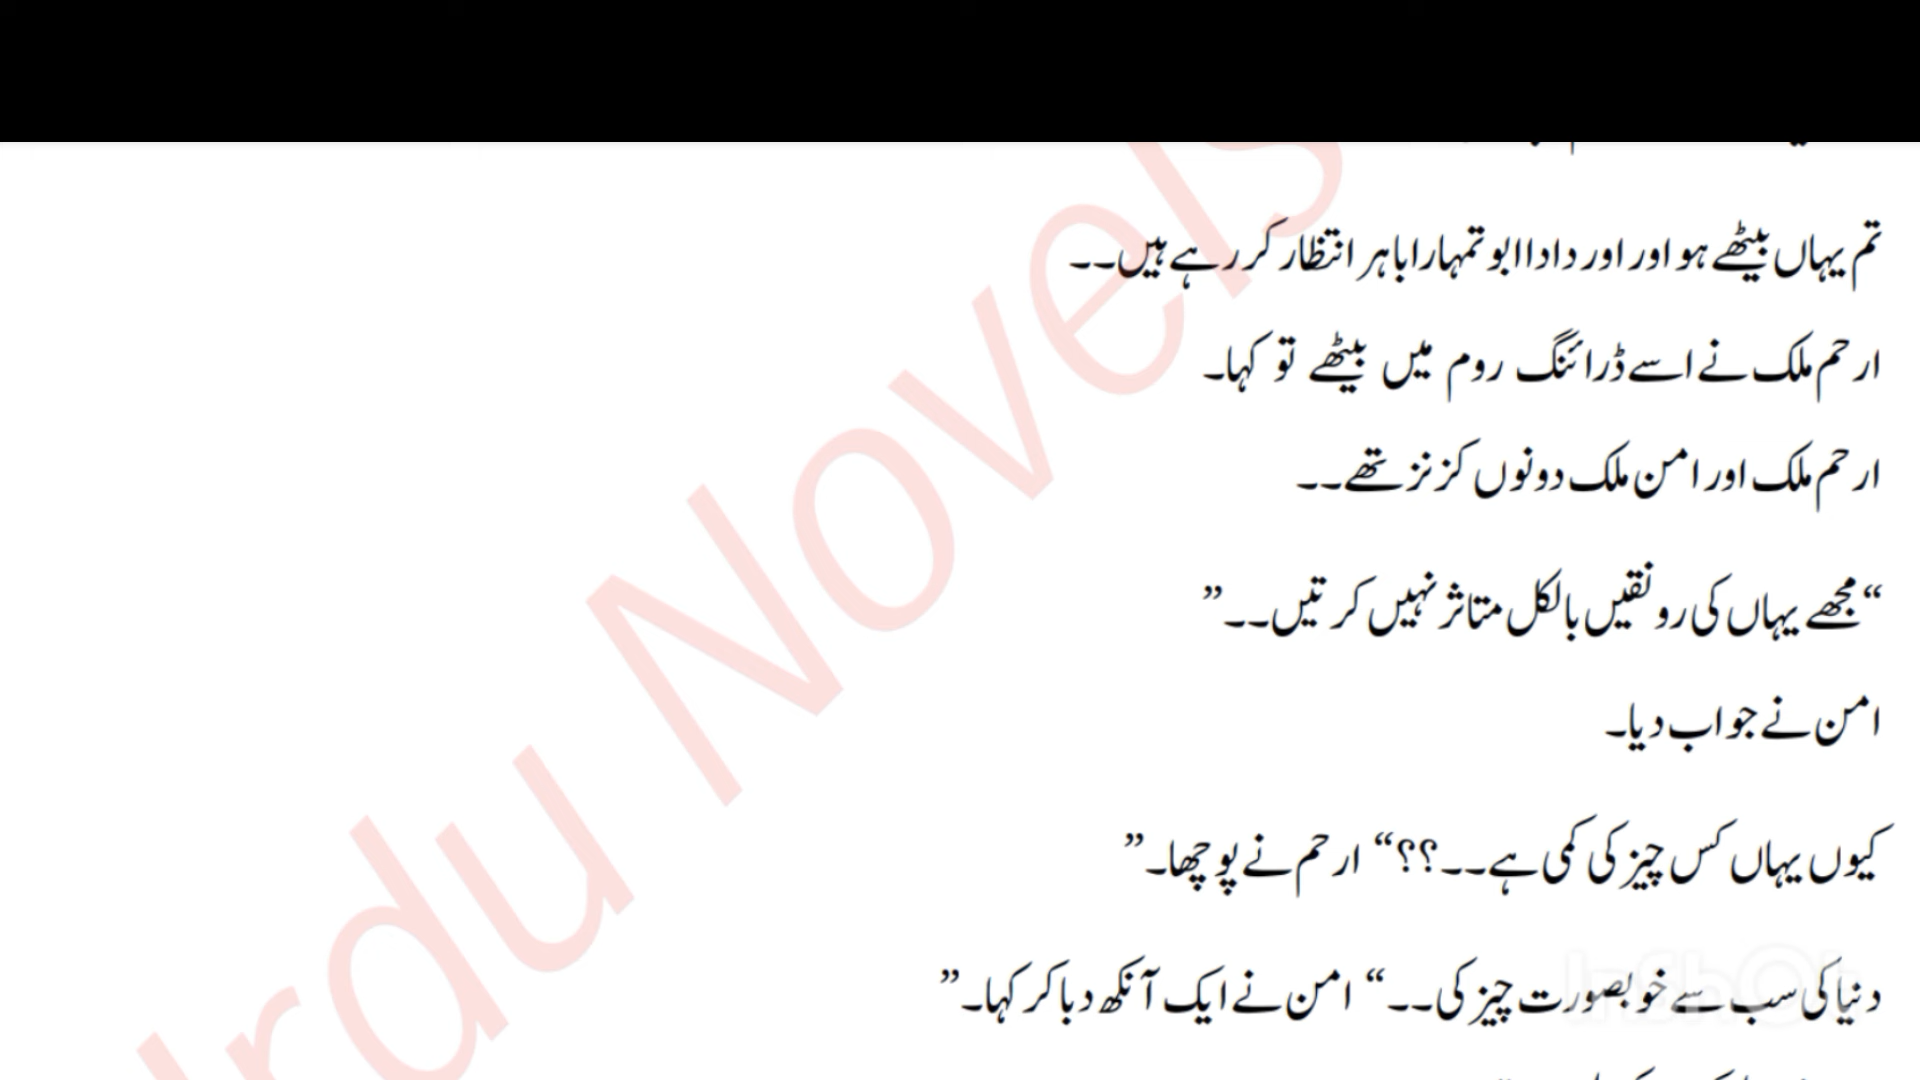 تم یہاں بیٹھے ہو اور اور دادا ابو تمہارا باہر انتظار کر رہے ہیں۔۔
ارحم ملک نے اسے ڈرائنگ روم میں بیٹھے تو کہا۔
ارحم ملک اور امن ملک دونوں کزنز تھے۔۔
“مجھے یہاں کی رونقیں بالکل متاثر نہیں کرتیں۔۔”
امن نے جواب دیا۔
کیوں یہاں کس چیز کی کمی ہے۔۔؟؟“ ارحم نے پوچھا۔”
دنیا کی سب سے خوبصورت چیز کی۔۔“ امن نے ایک آنکھ دبا کر کہا۔”
Urdu Novels